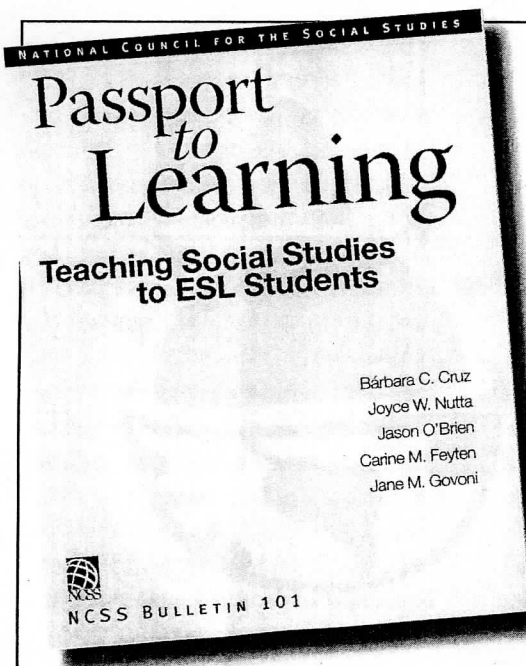 NATIONAL COUNCIL FOR THE SOCIAL STUDIES
Passport
to
Learning
Teaching Social Studies
to ESL Students
Bárbara C. Cruz
Joyce W. Nutta
Jason O'Brien
Carine M. Feyten
Jane M. Govoni
NCSS
NCSS BULLETIN 101